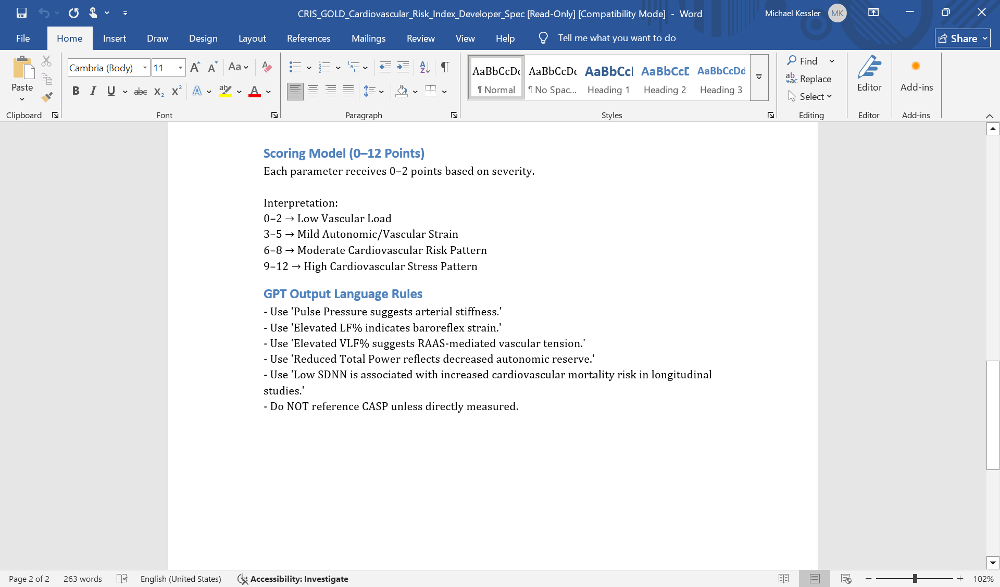 CRIS_GOLD_Cardiovascular_Risk_Index_Developer_Spec [Read-Only] [Compatibility Mode] - Word
Michael Kessler
MK
File
Home
Insert
Draw
Design
Layout
References
Mailings
Review
View
Help
Tell me what you want to do
Share
Paste
Clipboard
Cambria (Body)
11
Font
Paragraph
AaBbCcDc
¶ Normal
AaBbCcDc
¶ No Spac...
AaBbCcl
Heading 1
AaBbCcD
Heading 2
AaBbCcDd
Heading 3
Styles
Find
Replace
Select
Editing
Editor
Editor
Add-ins
Add-ins
Scoring Model (0–12 Points)
Each parameter receives 0–2 points based on severity.
Interpretation:
0–2 → Low Vascular Load
3–5 → Mild Autonomic/Vascular Strain
6–8 → Moderate Cardiovascular Risk Pattern
9–12 → High Cardiovascular Stress Pattern
GPT Output Language Rules
- Use 'Pulse Pressure suggests arterial stiffness.'
- Use 'Elevated LF% indicates baroreflex strain.'
- Use 'Elevated VLF% suggests RAAS-mediated vascular tension.'
- Use 'Reduced Total Power reflects decreased autonomic reserve.'
- Use 'Low SDNN is associated with increased cardiovascular mortality risk in longitudinal
studies.'
- Do NOT reference CASP unless directly measured.
Page 2 of 2
263 words
English (United States)
Accessibility: Investigate
102%